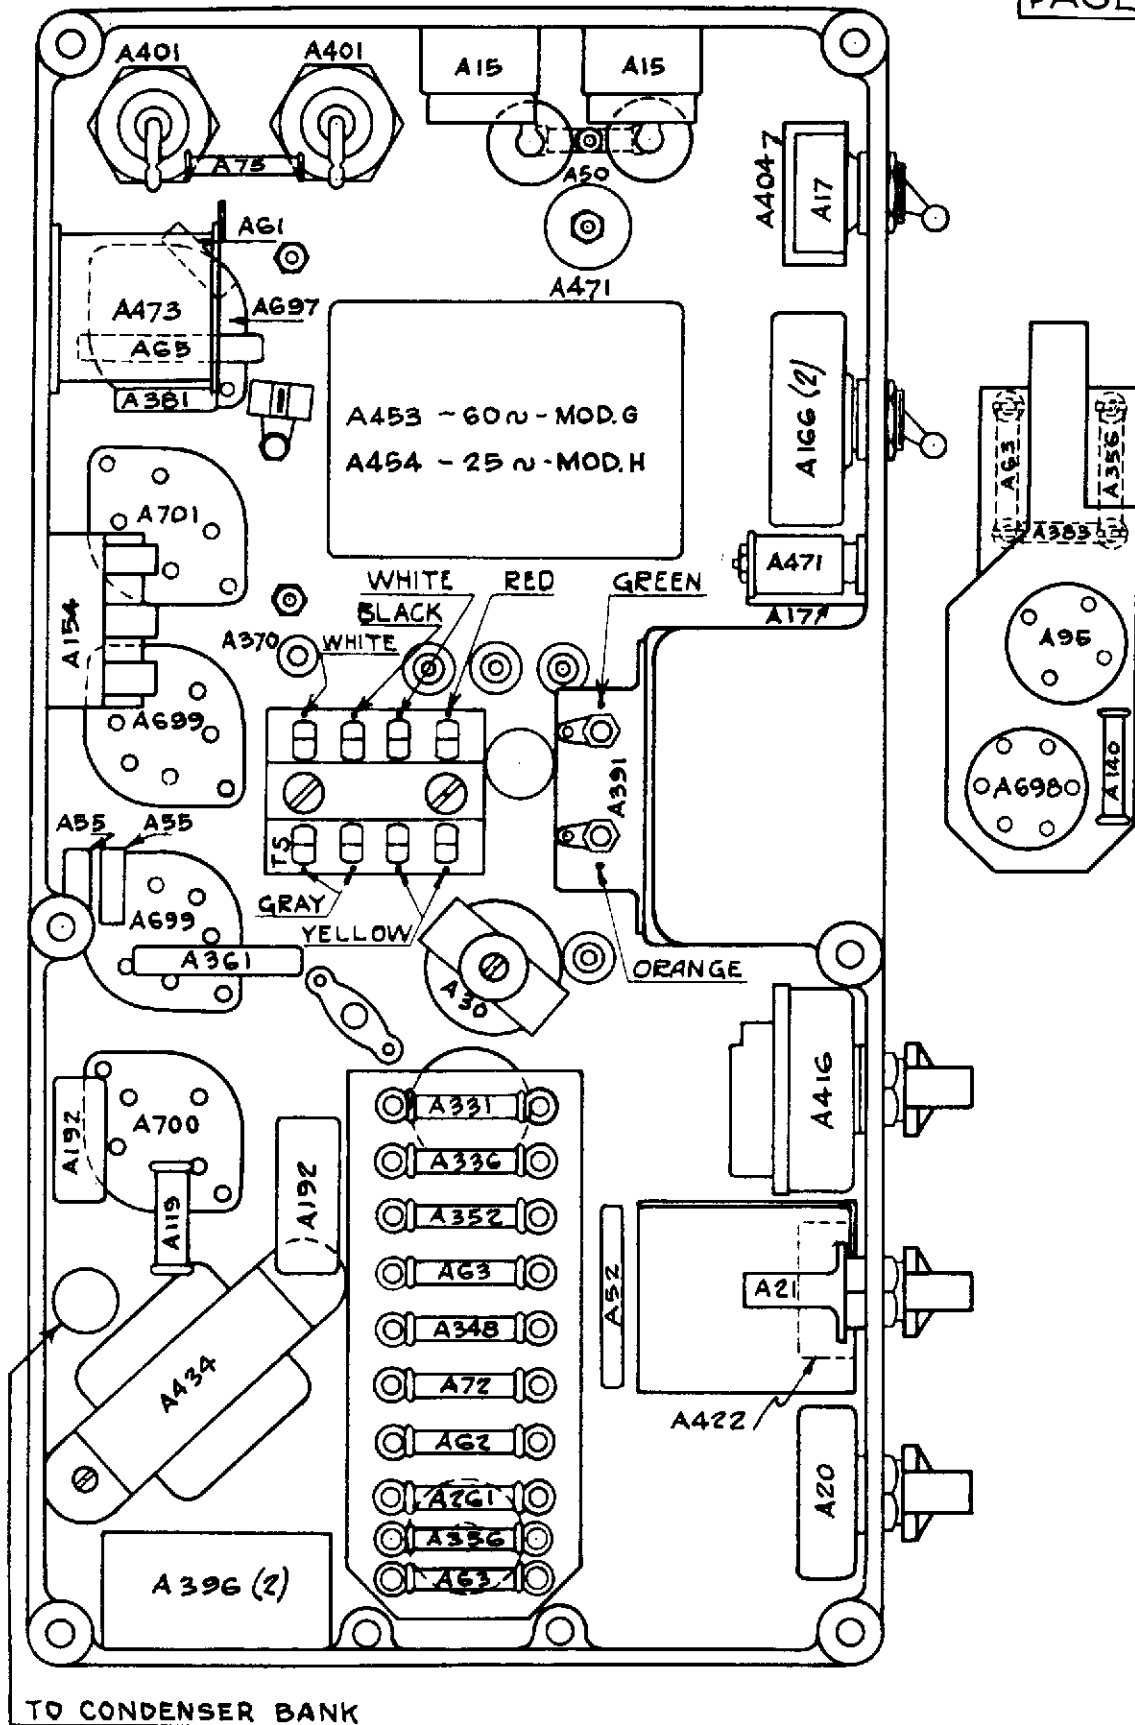 PAGE
A401
A401
A15
A15
A75
A50
A404
A17
A61
A471
A473
A697
A65
A381
A453 ~ 60~ - MOD. G
A454 - 25~ - MOD. H
A166 (2)
A63
A356
A383
A701
A471
A17
WHITE
RED
GREEN
BLACK
A154
A370
WHITE
A95
A699
A391
A140
A698
A55
A55
TS
GRAY
A699
YELLOW
A361
ORANGE
A30
A416
A192
A700
A331
A336
A119
A192
A352
A63
A52
A21
A348
A434
A72
A422
A62
A20
A261
A356
A396 (2)
A63
TO CONDENSER BANK